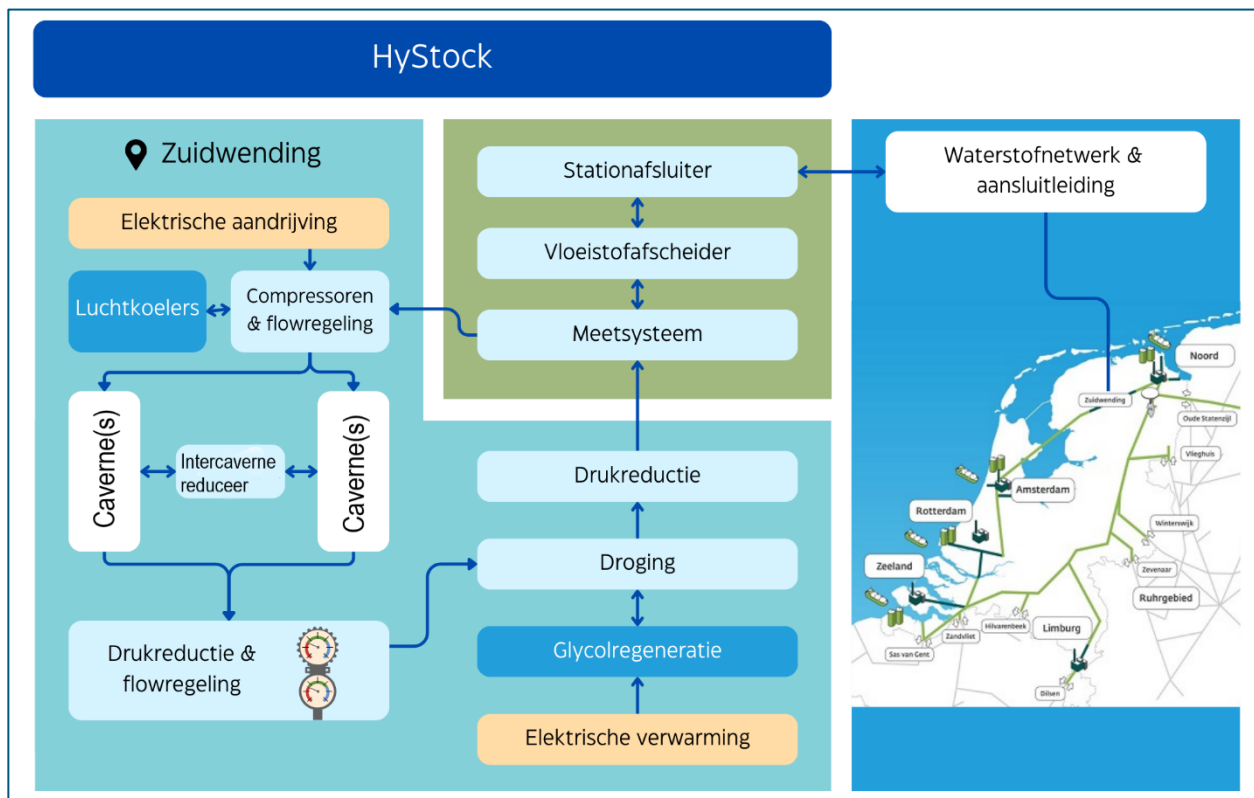 HyStock
Zuidwending
Elektrische aandrijving
Luchtkoelers
Compressoren
& flowregeling
Caverne(s)
Intercaverne
reduceer
Caverne(s)
Drukreductie &
flowregeling
Stationafsluiter
Vloeistofafscheider
Meetsysteem
Drukreductie
Droging
Glycolregeneratie
Elektrische verwarming
Waterstofnetwerk &
aansluitleiding
Noord
Zuidwending
Oude Statenzijl
Vlieghuis
Amsterdam
Rotterdam
Winterswijk
Zeeland
Zevenaar
Ruhrgebied
Hilvarenbeek
Limburg
Zandvliet
Sas van Gent
Dilsen